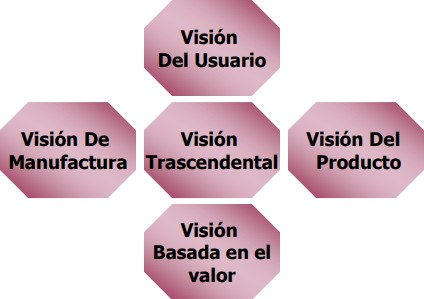 Visión
Del Usuario
Visión De
Manufactura
Visión
Trascendental
Visión Del
Producto
Visión
Basada en el
valor